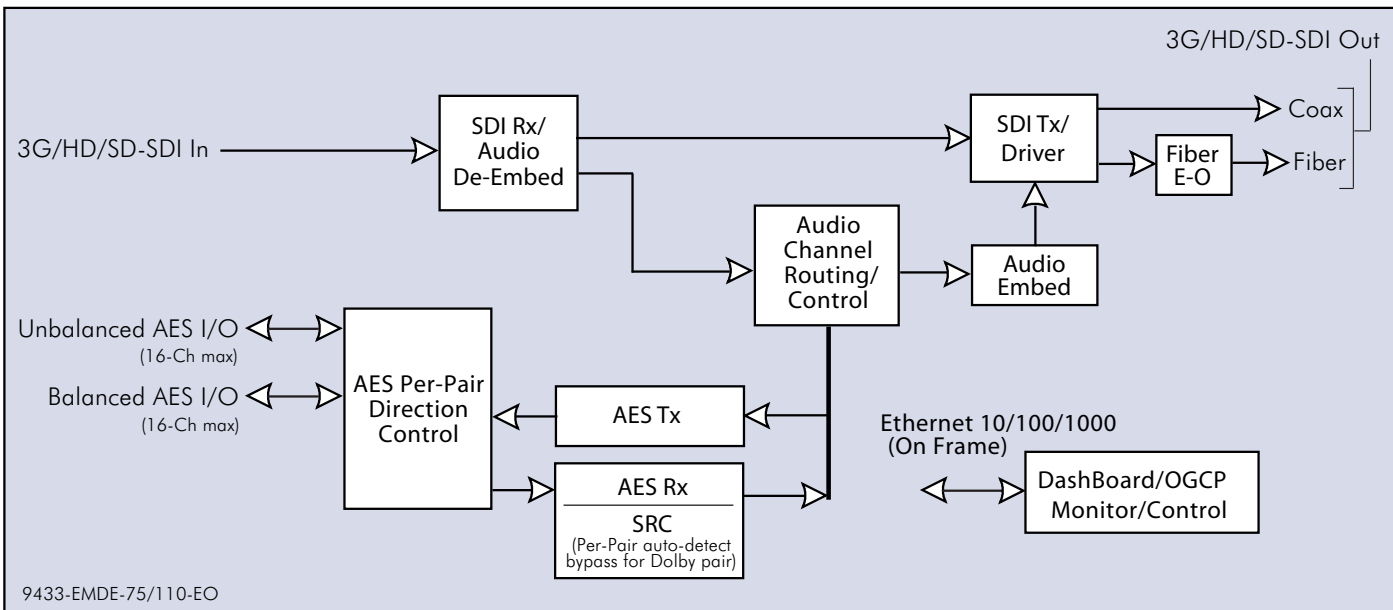 3G/HD/SD-SDI Out
3G/HD/SD-SDI In
SDI Rx/
Audio
De-Embed
SDI Tx/
Driver
Coax
Fiber
E-O
Fiber
Audio
Channel
Routing/
Control
Audio
Embed
Unbalanced AES I/O
(16-Ch max)
Balanced AES I/O
(16-Ch max)
AES Per-Pair
Direction
Control
AES Tx
AES Rx
SRC
(Per-Pair auto-detect
bypass for Dolby pair)
Ethernet 10/100/1000
(On Frame)
DashBoard/OGCP
Monitor/Control
9433-EMDE-75/110-EO